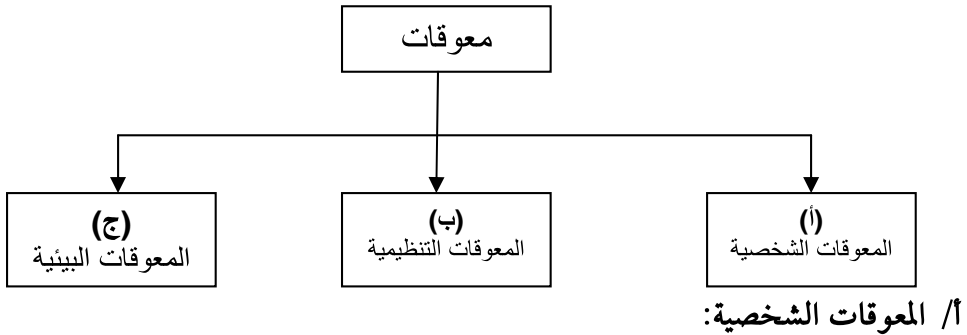 معوقات
(أ)
المعوقات الشخصية
(ب)
المعوقات التنظيمية
(ج)
المعوقات البيئية
أ/ المعوقات الشخصية: